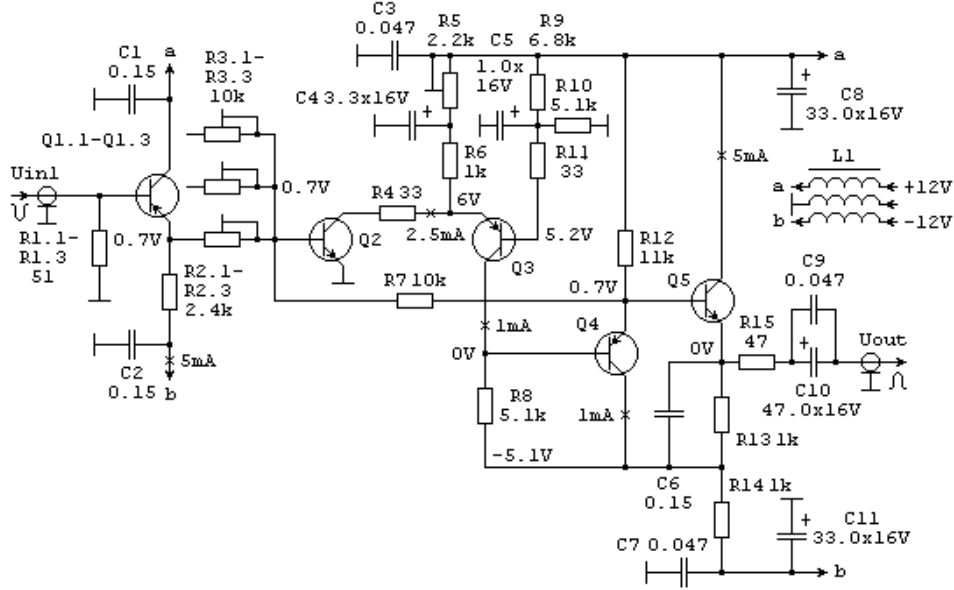 C3
0.047
R5
2.2k
C5
1.0x
16V
R9
6.8k
a
C1
0.15
a
R3.1-
R3.3
10k
C4 3.3x16V
R10
5.1k
C8
33.0x16V
Q1.1-Q1.3
R6
1k
R11
33
5mA
L1
Uin1
a
+12V
b
-12V
0.7V
R4 33
6V
2.5mA
5.2V
R1.1-
R1.3
51
0.7V
Q2
Q3
R12
11k
C9
0.047
R2.1-
R2.3
2.4k
R7 10k
0.7V
Q5
1mA
Q4
R15
47
Uout
C2
0.15
5mA
b
0V
0V
C10
47.0x16V
R8
5.1k
1mA
R13 1k
-5.1V
C6
0.15
R14 1k
C11
33.0x16V
C7 0.047
b